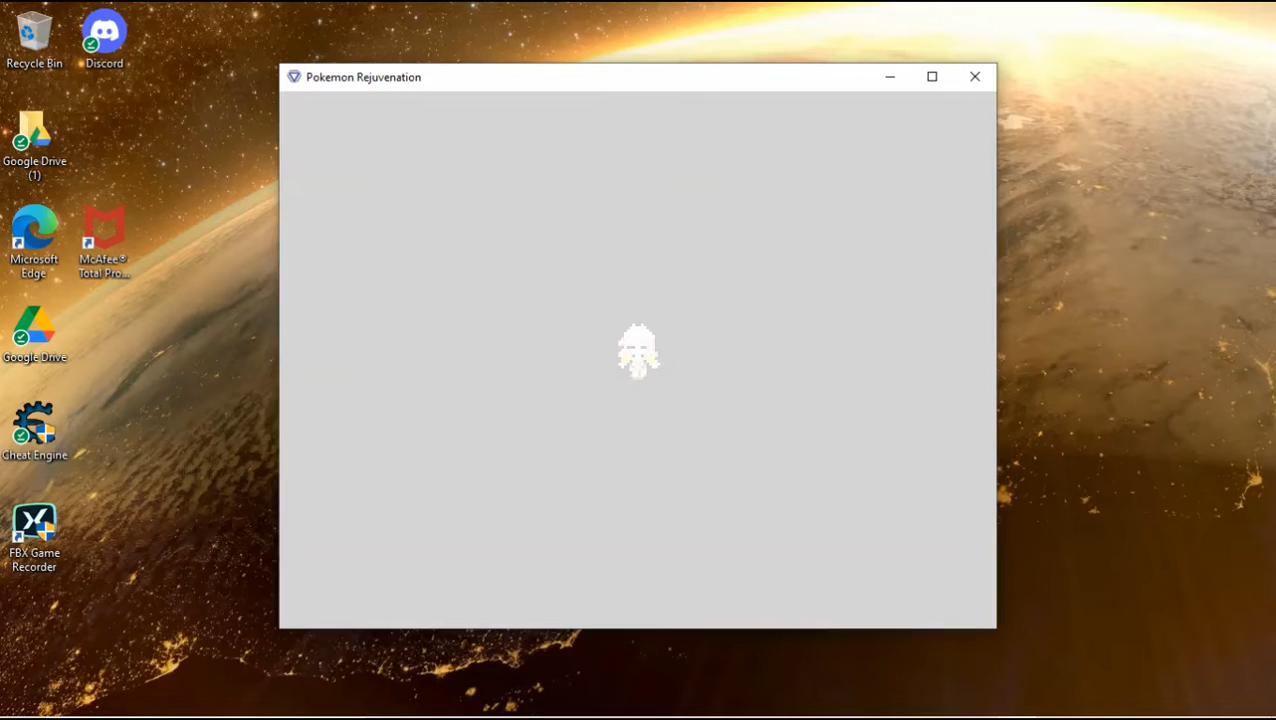 Recycle Bin
Discord
Pokemon Rejuvenation
Google Drive
(1)
Microsoft
Edge
McAfee®
Total Pro...
Google Drive
Cheat Engine
FBX Game
Recorder